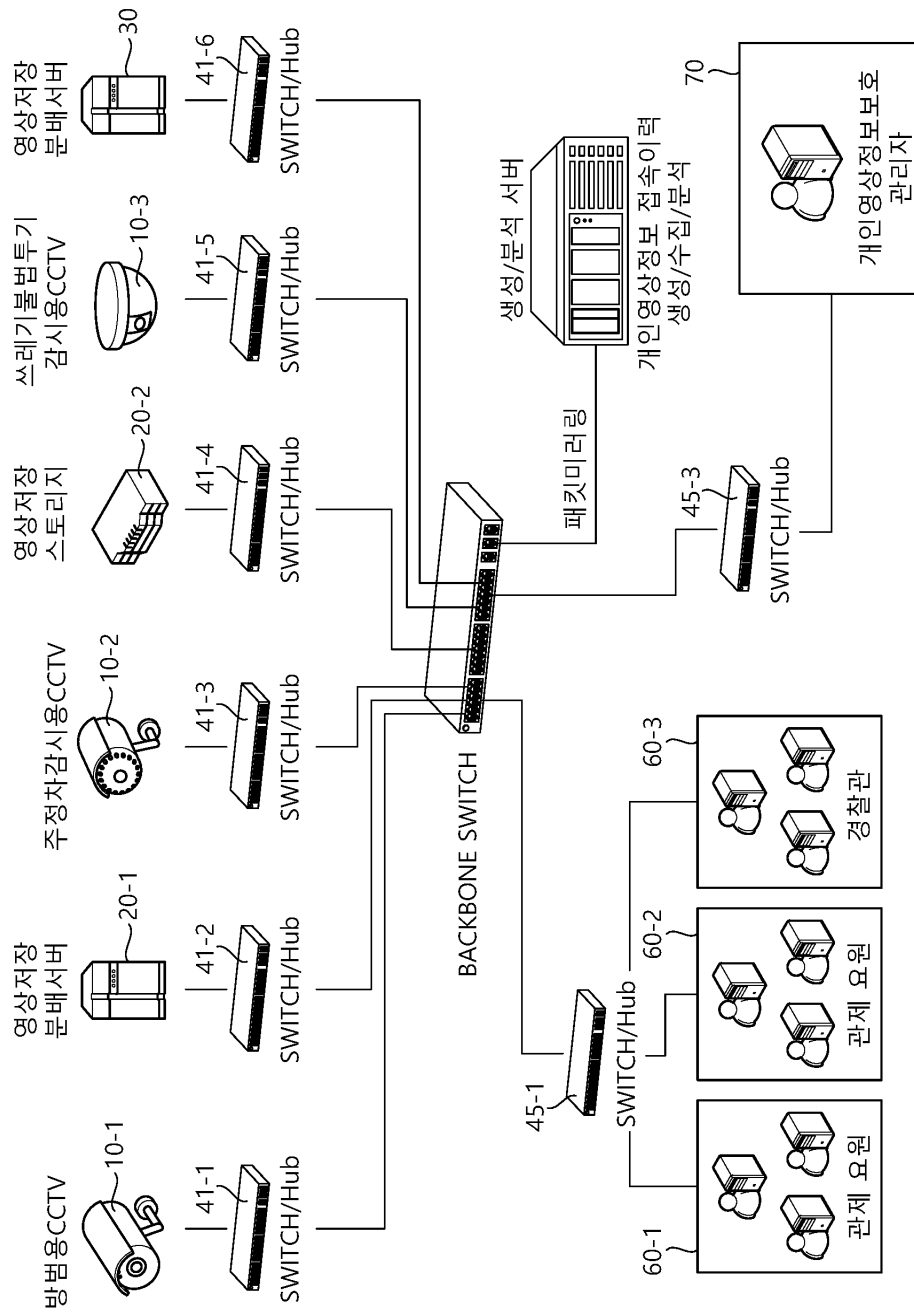 방범용CCTV
10-1
41-1
SWITCH/Hub
영상저장
분배서버
20-1
41-2
SWITCH/Hub
주정차감시용CCTV
10-2
41-3
SWITCH/Hub
영상저장
스토리지
20-2
41-4
SWITCH/Hub
쓰레기불법투기
감시용CCTV
10-3
41-5
SWITCH/Hub
영상저장
분배서버
30
41-6
SWITCH/Hub
BACKBONE SWITCH
패킷미러링
생성/분석 서버
개인영상정보 접속이력
생성/수집/분석
45-1
SWITCH/Hub
45-3
SWITCH/Hub
60-1
관제 요원
60-2
관제 요원
60-3
경찰관
70
개인영상정보보호
관리자